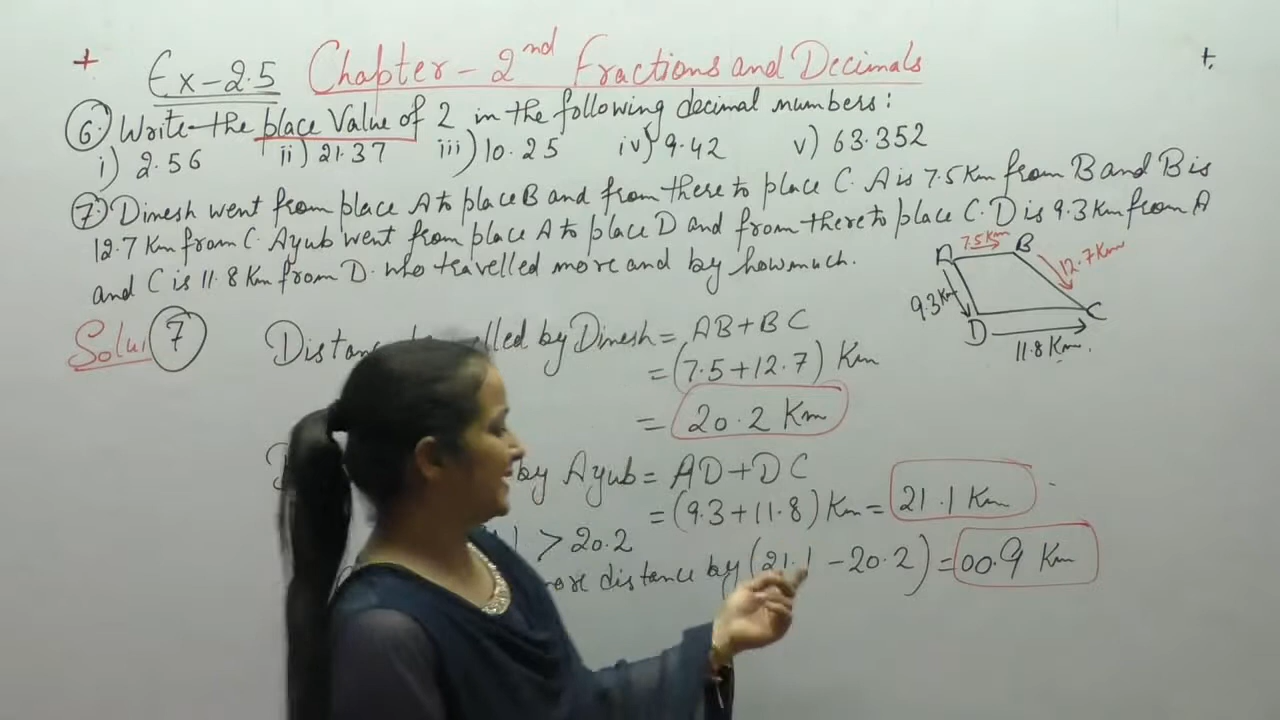 Ex-2.5 Chapter-2nd Fractions and Decimals
6) Write the place Value of 2 in the following decimal numbers:
i) 2.56 ii) 21.37 iii) 10.25 iv) 9.42 v) 63.352
7) Dinesh went from place A to place B and from there to place C. A is 7.5 Km from B and B is
12.7 Km from C. Ayub went from place A to place D and from there to place C. D is 9.3 Km from A
and C is 11.8 Km from D. who travelled more and by how much.
A 7.5 Km B
12.7 Km
9.3 Km
D C
11.8 Km.
Solu 7 by Dinesh = AB+BC
= (7.5+12.7) Km
= 20.2 Km
by Ayub = AD+DC
= (9.3+11.8) Km = 21.1 Km
> 20.2
distance by (21.1 - 20.2) = 00.9 Km